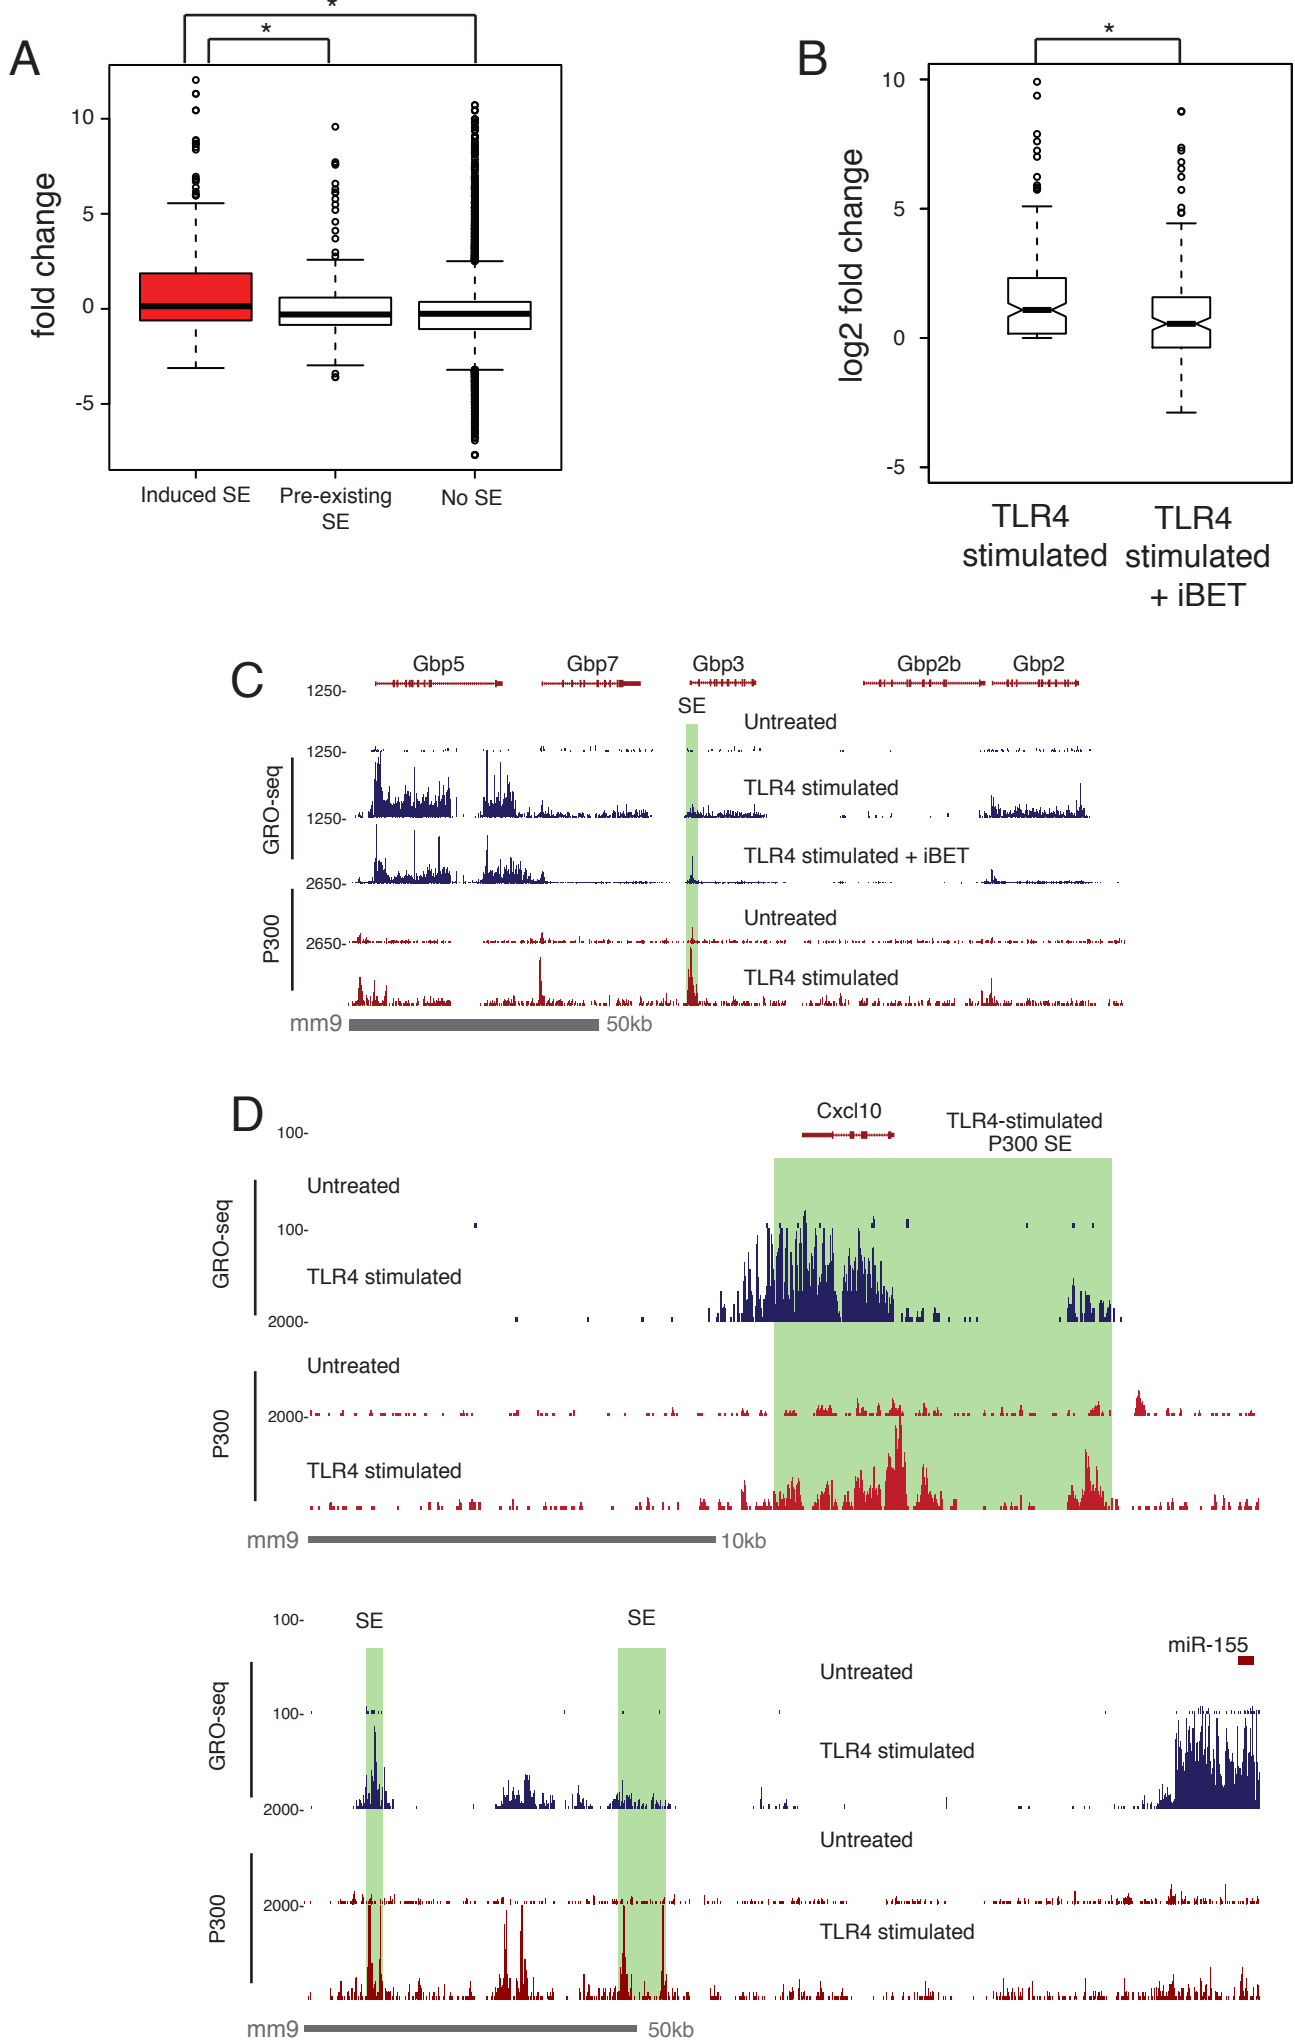 *
*
A
fold change
10
5
0
-5
Induced SE
Pre-existing
SE
No SE
*
B
log2 fold change
10
5
0
-5
TLR4
stimulated
TLR4
stimulated
+ iBET
C
Gbp5 Gbp7 Gbp3 Gbp2b Gbp2
1250-
SE
Untreated
1250-
GRO-seq
TLR4 stimulated
1250-
TLR4 stimulated + iBET
2650-
P300
Untreated
2650-
TLR4 stimulated
mm9 50kb
D
Cxcl10
TLR4-stimulated
P300 SE
100-
GRO-seq
Untreated
100-
TLR4 stimulated
2000-
P300
Untreated
2000-
TLR4 stimulated
mm9 10kb
100-
SE SE
miR-155
GRO-seq
Untreated
100-
TLR4 stimulated
2000-
P300
Untreated
2000-
TLR4 stimulated
mm9 50kb